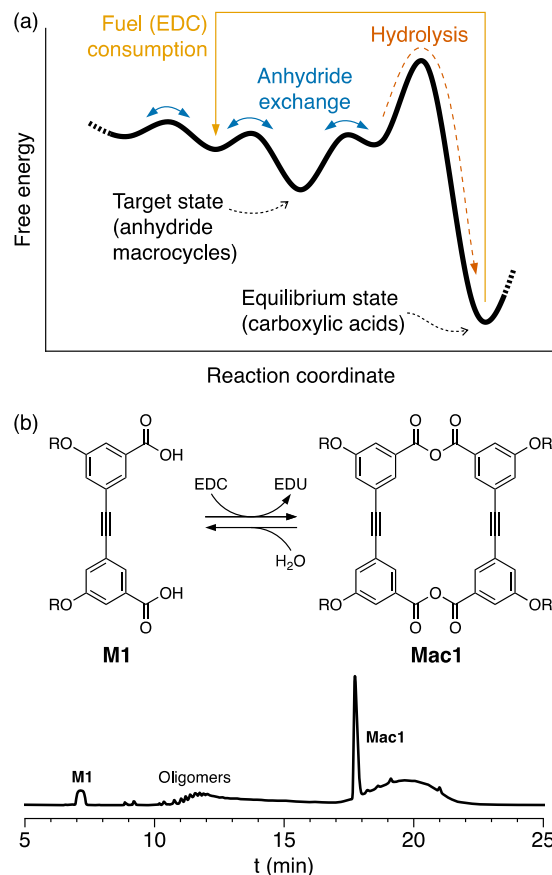 (a)
Fuel (EDC)
consumption
Hydrolysis
Anhydride
exchange
Free energy
Target state
(anhydride
macrocycles)
Equilibrium state
(carboxylic acids)
Reaction coordinate
(b)
O
RO
OH
EDC
EDU
H2O
OH
RO
O
M1
O O
RO
O
OR
RO
O
OR
O O
Mac1
Mac1
M1
Oligomers
5 10 15 20 25
t (min)